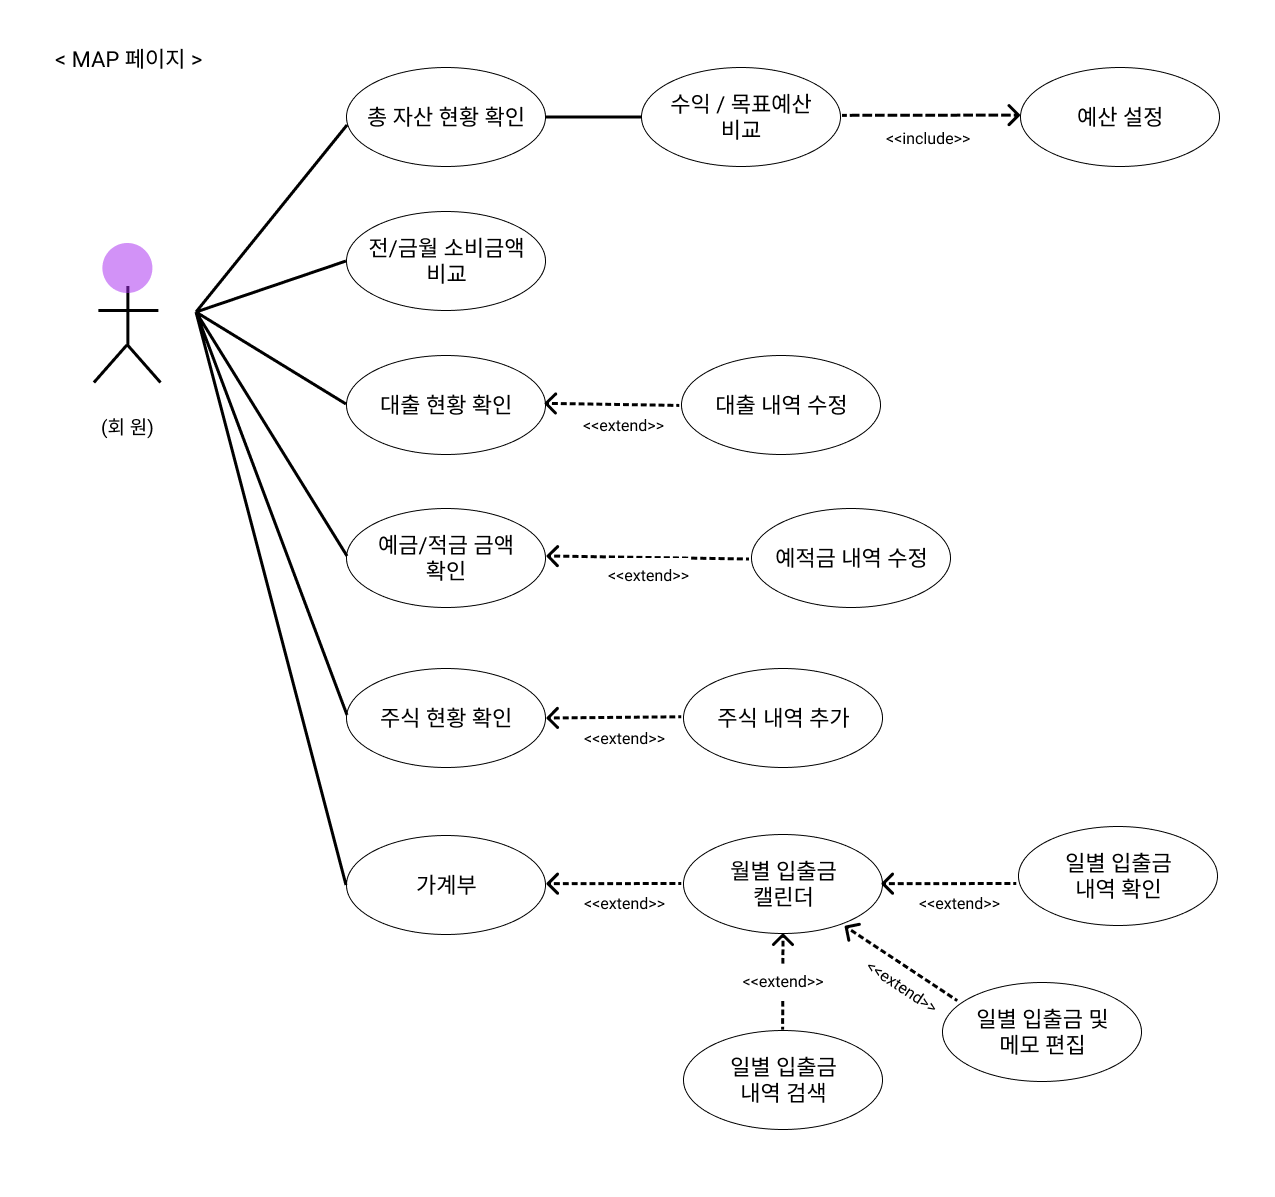 < MAP 페이지 >
총 자산 현황 확인
수익 / 목표예산
비교
<<include>>
예산 설정
전/금월 소비금액
비교
(회 원)
대출 현황 확인
<<extend>>
대출 내역 수정
예금/적금 금액
확인
<<extend>>
예적금 내역 수정
주식 현황 확인
<<extend>>
주식 내역 추가
가계부
<<extend>>
월별 입출금
캘린더
<<extend>>
일별 입출금
내역 확인
<<extend>>
<<extend>>
일별 입출금 및
메모 편집
일별 입출금
내역 검색